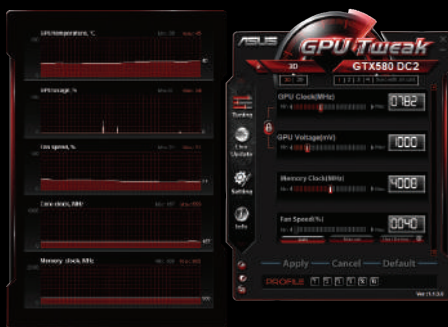 GPU temperature, °C
GPU usage, %
Fan speed, %
Core clock, MHz
Memory clock, MHz
ASUS
GPU Tweak
3D
GTX580 DC2
GPU Clock(MHz)
0782
Tuning
GPU Voltage(mV)
1000
Live
Update
Memory Clock(MHz)
4008
Setting
Fan Speed(%)
0040
Info
Apply
Cancel
Default
PROFILE
1 2 3 4 5 6